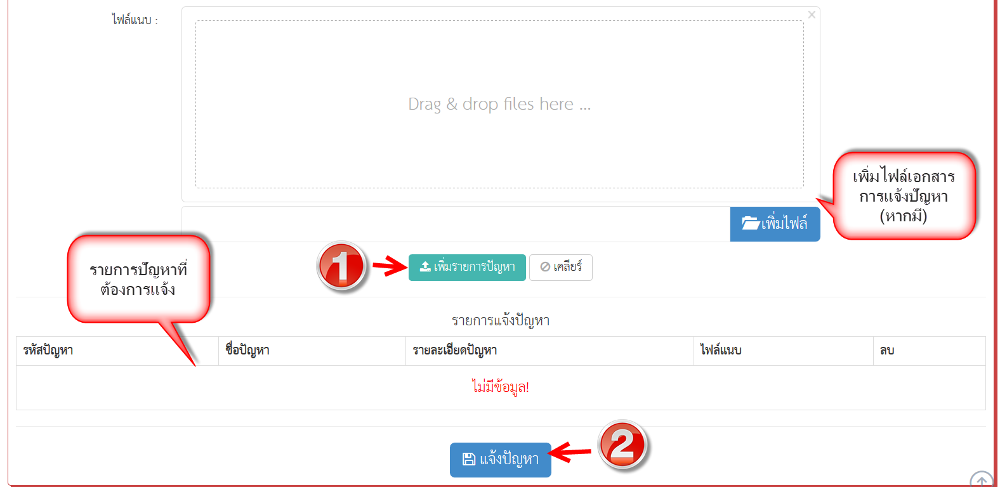 ไฟล์แนบ :
Drag & drop files here ...
เพิ่มไฟล์เอกสาร
การแจ้งปัญหา
(หากมี)
เพิ่มไฟล์
รายการปัญหาที่
ต้องการแจ้ง
1
เพิ่มรายการปัญหา เคลียร์
รายการแจ้งปัญหา
รหัสปัญหา ชื่อปัญหา รายละเอียดปัญหา ไฟล์แนบ ลบ
ไม่มีข้อมูล!
แจ้งปัญหา
2